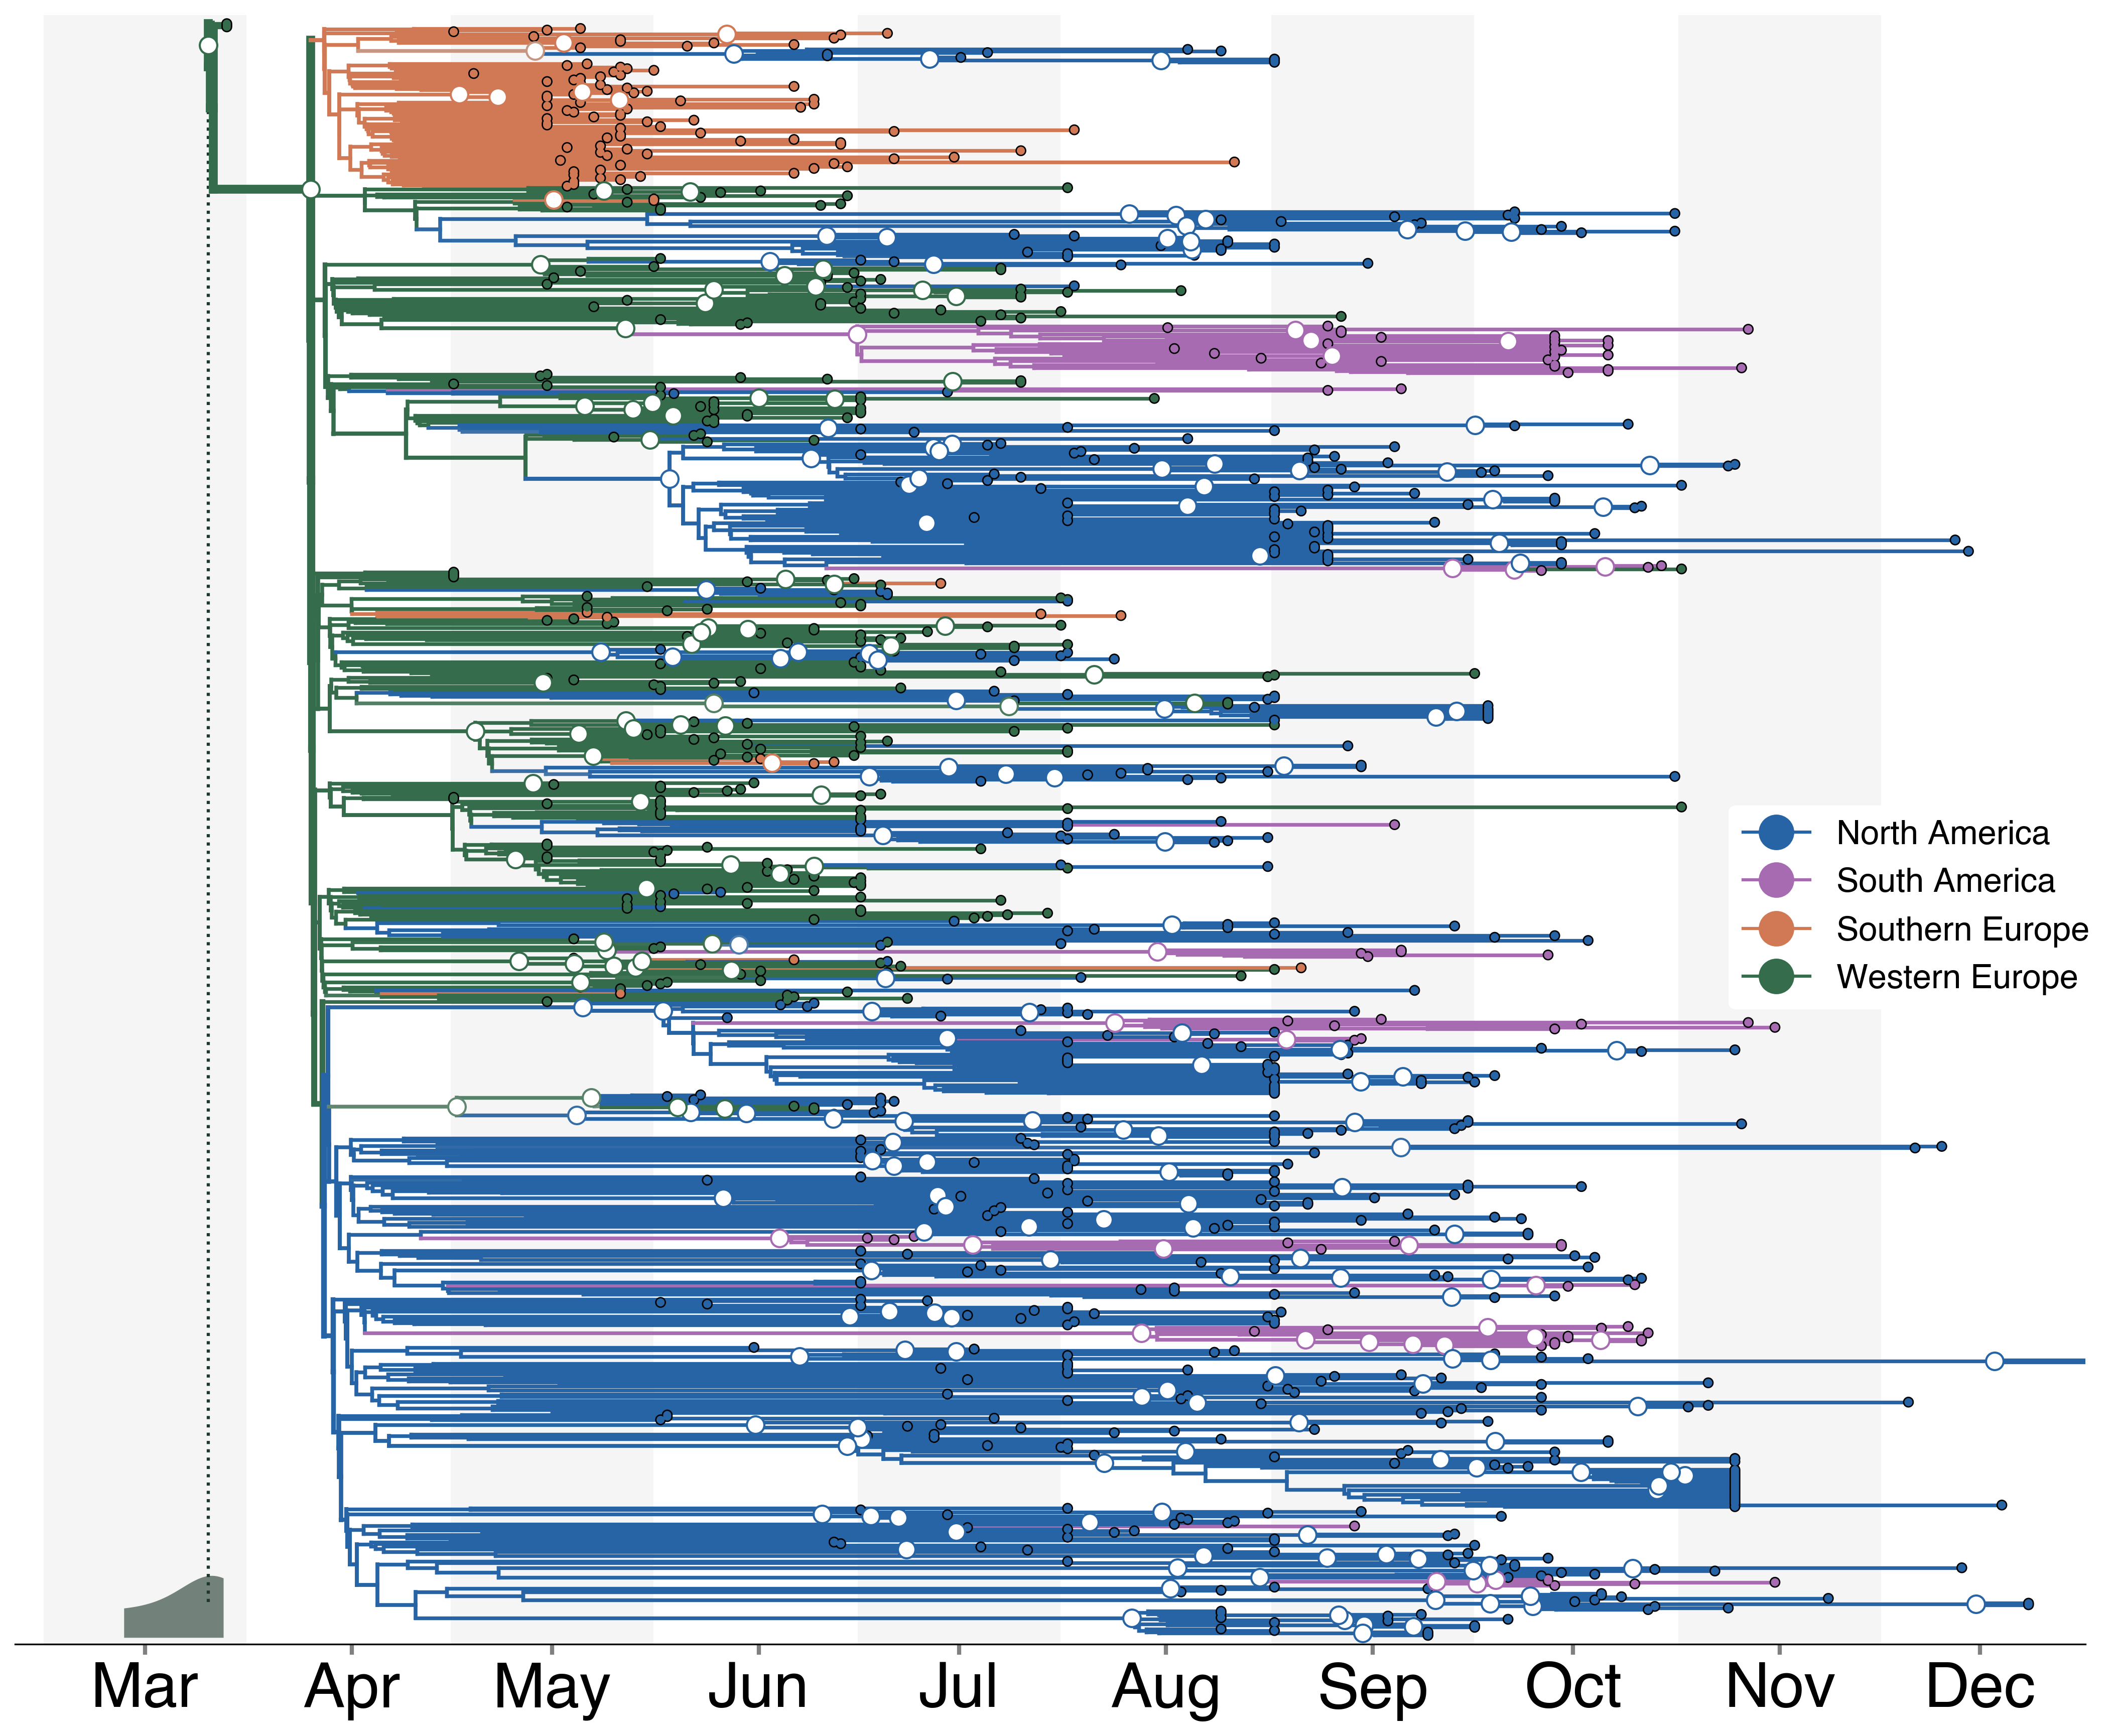 North America
South America
Southern Europe
Western Europe
Mar Apr May Jun Jul Aug Sep Oct Nov Dec